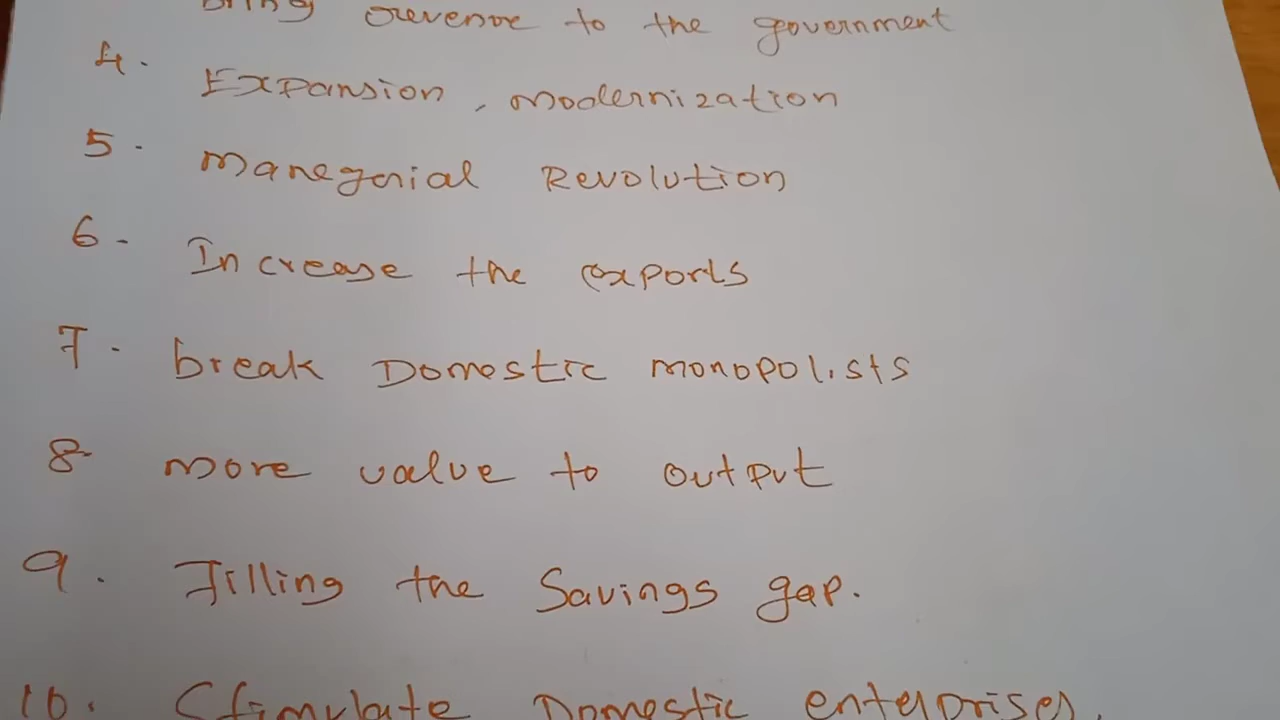 Bring revenue to the government
4. Expansion, modernization
5. Manegerial Revolution
6. Increase the exports
7. break Domestic monopolists
8 more value to output
9. Filling the Savings gap.
10. Stimulate Domestic enterprises.